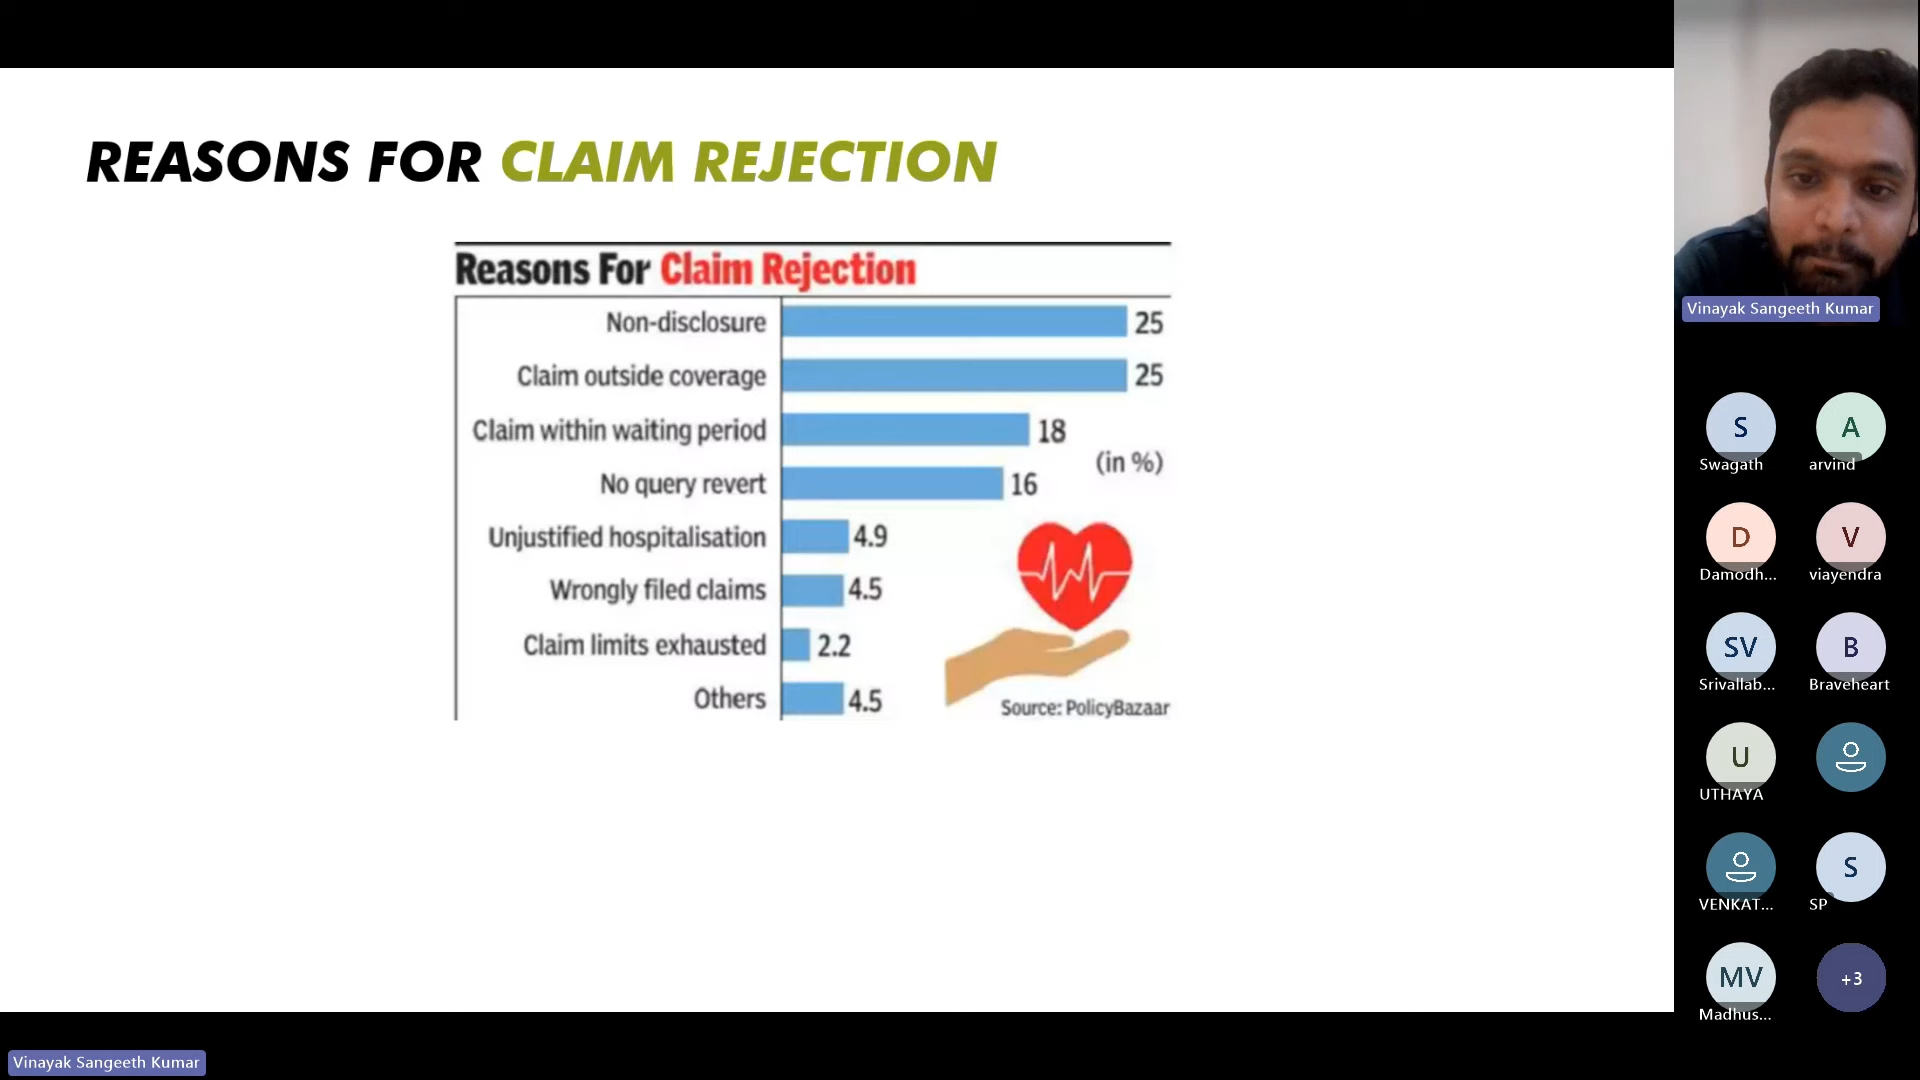 REASONS FOR CLAIM REJECTION
Reasons For Claim Rejection
Non-disclosure 25
Claim outside coverage 25
Claim within waiting period 18
(in %)
No query revert 16
Unjustified hospitalisation 4.9
Wrongly filed claims 4.5
Claim limits exhausted 2.2
Others 4.5
Source: PolicyBazaar
Vinayak Sangeeth Kumar
S A
Swagath arvind
D V
Damodh... viayendra
SV B
Srivallab... Braveheart
U
UTHAYA
S
VENKAT... SP
MV +3
Madhus...
Vinayak Sangeeth Kumar